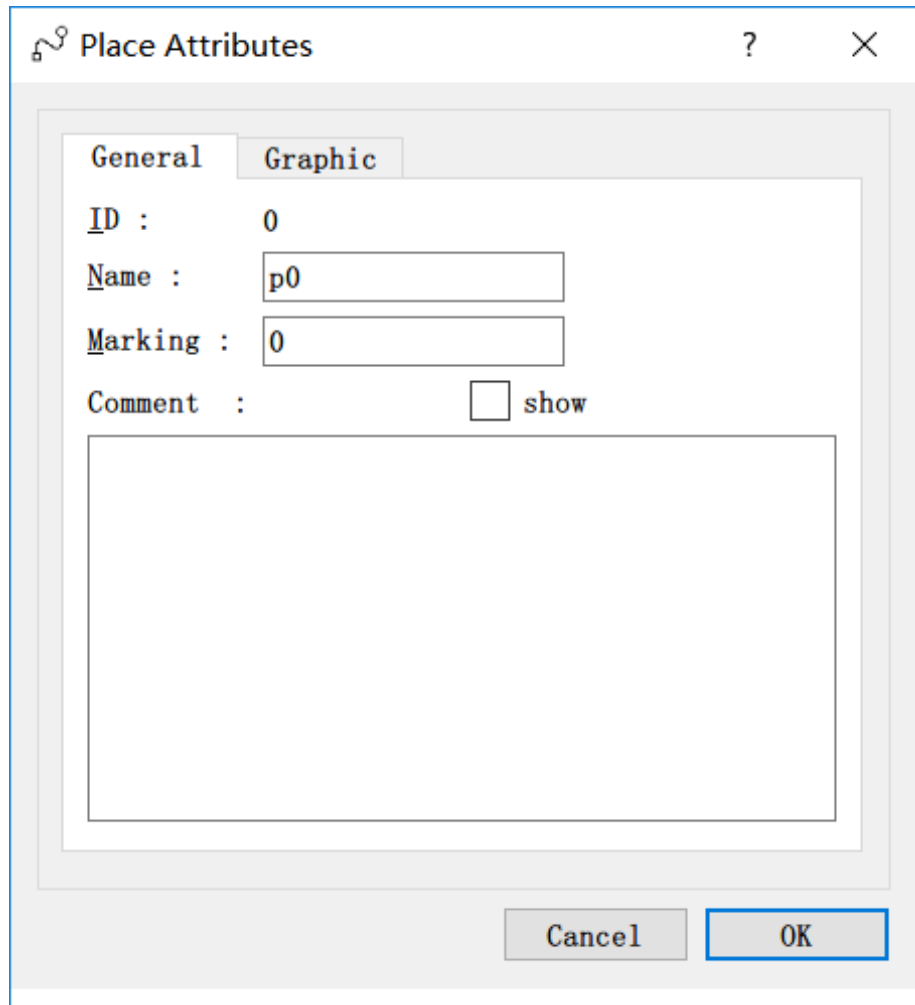 Place Attributes ?
General Graphic
ID : 0
Name : p0
Marking : 0
Comment : show
Cancel OK